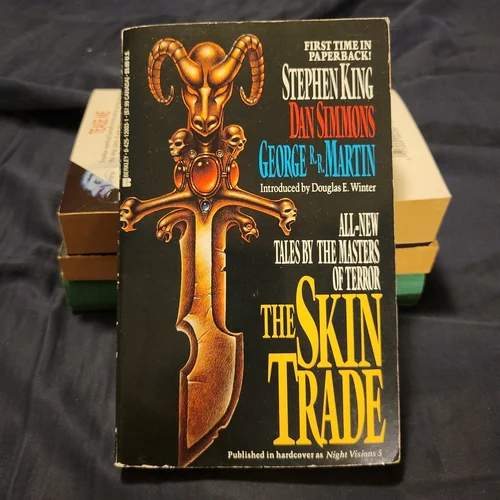 FIRST TIME IN
PAPERBACK!
STEPHEN KING
DAN SIMMONS
GEORGE R.R. MARTIN
Introduced by Douglas E. Winter
ALL-NEW
TALES BY THE MASTERS
OF TERROR
THE SKIN
TRADE
Published in hardcover as Night Visions 5